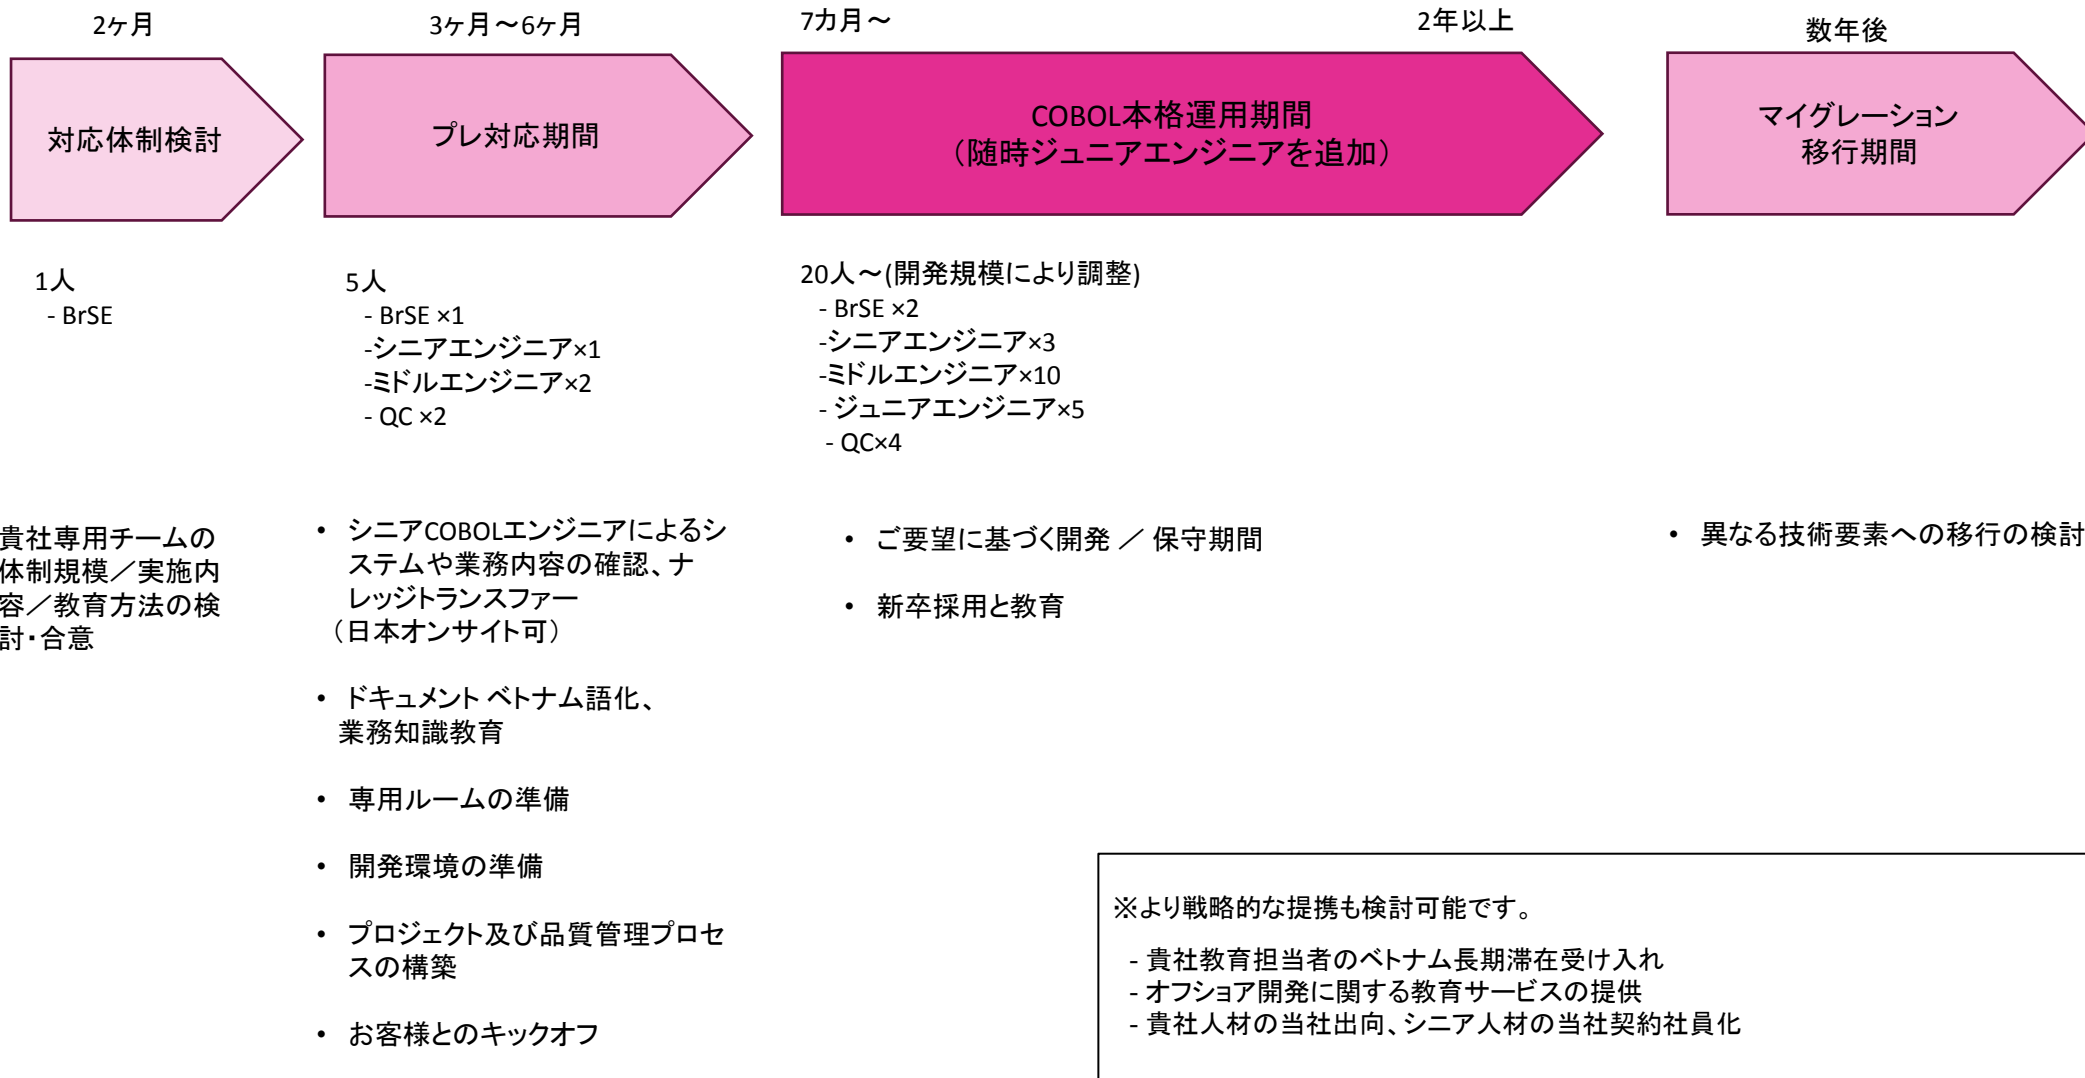 2ヶ月
3ヶ月～6ヶ月
7カ月～
2年以上
数年後
対応体制検討
プレ対応期間
COBOL本格運用期間
（随時ジュニアエンジニアを追加）
マイグレーション
移行期間
1人
- BrSE
5人
- BrSE ×1
-シニアエンジニア×1
-ミドルエンジニア×2
- QC ×2
20人～(開発規模により調整)
- BrSE ×2
-シニアエンジニア×3
-ミドルエンジニア×10
- ジュニアエンジニア×5
- QC×4
貴社専用チームの
体制規模／実施内
容／教育方法の検
討・合意
• シニアCOBOLエンジニアによるシ
ステムや業務内容の確認、ナ
レッジトランスファー
（日本オンサイト可）
• ドキュメント ベトナム語化、
業務知識教育
• 専用ルームの準備
• 開発環境の準備
• プロジェクト及び品質管理プロセ
スの構築
• お客様とのキックオフ
• ご要望に基づく開発 ／ 保守期間
• 新卒採用と教育
• 異なる技術要素への移行の検討
※より戦略的な提携も検討可能です。
- 貴社教育担当者のベトナム長期滞在受け入れ
- オフショア開発に関する教育サービスの提供
- 貴社人材の当社出向、シニア人材の当社契約社員化